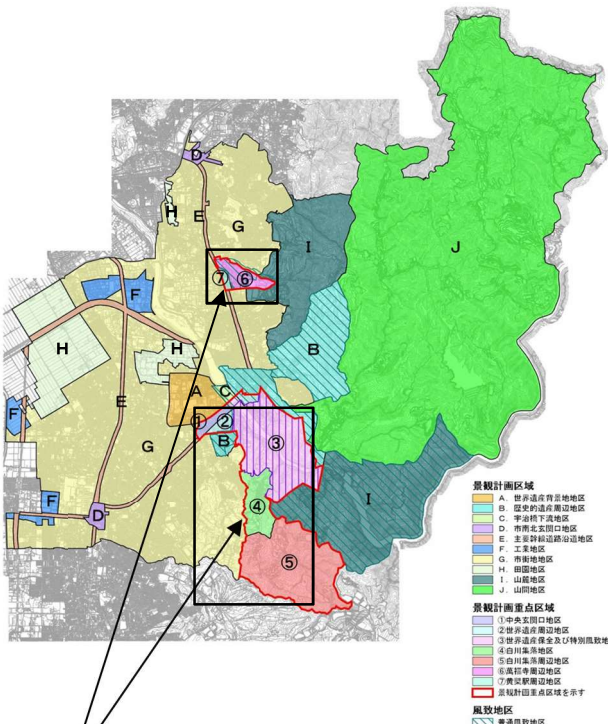 D
H
E
G
I
J
⑦
⑥
F
B
H
H
A
C
E
①
②
F
③
B
G
I
④
F
D
⑤
景観計画区域
A. 世界遺産背景地地区
B. 歴史的遺産周辺地区
C. 宇治橋下流地区
D. 市南北玄関口地区
E. 主要幹線道路沿道地区
F. 工業地区
G. 市街地地区
H. 田園地区
I. 山麓地区
J. 山間地区
景観計画重点区域
①中央玄関口地区
②世界遺産周辺地区
③世界遺産保全及び特別風致地
④白川集落地区
⑤白川集落周辺地区
⑥萬福寺周辺地区
⑦黄檗駅周辺地区
景観計画重点区域を示す
風致地区
普通風致地区